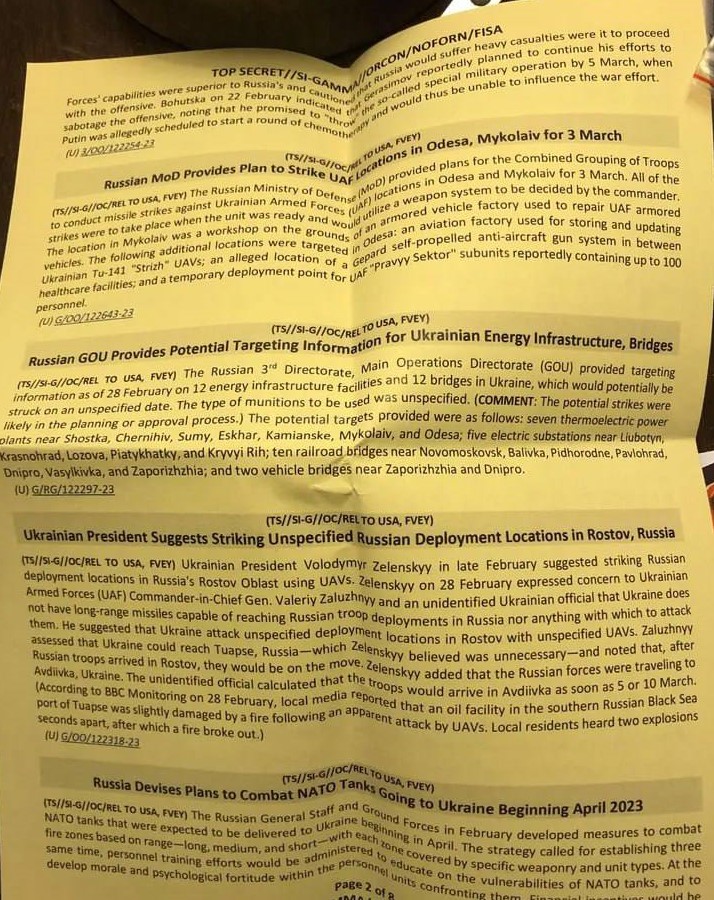 TOP SECRET//SI-GAMMA//ORCON/NOFORN/FISA
Forces' capabilities were superior to Russia's and cautioned that Russia would suffer heavy casualties were it to proceed
with the offensive. Bohutska on 22 February indicated that Gerasimov reportedly planned to continue his efforts to
sabotage the offensive, noting that he promised to "throw" the so-called special military operation by 5 March, when
Putin was allegedly scheduled to start a round of chemotherapy and would thus be unable to influence the war effort.
(U) 3/OO/122254-23
(TS//SI-G//OC/REL TO USA, FVEY)
Russian MoD Provides Plan to Strike UAF Locations in Odesa, Mykolaiv for 3 March
(TS//SI-G//OC/REL TO USA, FVEY) The Russian Ministry of Defense (MoD) provided plans for the Combined Grouping of Troops
to conduct missile strikes against Ukrainian Armed Forces (UAF) locations in Odesa and Mykolaiv for 3 March. All of the
strikes were to take place when the unit was ready and would utilize a weapon system to be decided by the commander.
The location in Mykolaiv was a workshop on the grounds of an armored vehicle factory used to repair UAF armored
vehicles. The following additional locations were targeted in Odesa: an aviation factory used for storing and updating
Ukrainian Tu-141 "Strizh" UAVs; an alleged location of a Gepard self-propelled anti-aircraft gun system in between
healthcare facilities; and a temporary deployment point for UAF "Pravyy Sektor" subunits reportedly containing up to 100
personnel.
(U) G/OO/122643-23
(TS//SI-G//OC/REL TO USA, FVEY)
Russian GOU Provides Potential Targeting Information for Ukrainian Energy Infrastructure, Bridges
(TS//SI-G//OC/REL TO USA, FVEY) The Russian 3rd Directorate, Main Operations Directorate (GOU) provided targeting
information as of 28 February on 12 energy infrastructure facilities and 12 bridges in Ukraine, which would potentially be
struck on an unspecified date. The type of munitions to be used was unspecified. (COMMENT: The potential strikes were
likely in the planning or approval process.) The potential targets provided were as follows: seven thermoelectric power
plants near Shostka, Chernihiv, Sumy, Eskhar, Kamianske, Mykolaiv, and Odesa; five electric substations near Liubotyn,
Krasnohrad, Lozova, Piatykhatky, and Kryvyi Rih; ten railroad bridges near Novomoskovsk, Balivka, Pidhorodne, Pavlohrad,
Dnipro, Vasylkivka, and Zaporizhzhia; and two vehicle bridges near Zaporizhzhia and Dnipro.
(U) G/RG/122297-23
(TS//SI-G//OC/REL TO USA, FVEY)
Ukrainian President Suggests Striking Unspecified Russian Deployment Locations in Rostov, Russia
(TS//SI-G//OC/REL TO USA, FVEY) Ukrainian President Volodymyr Zelenskyy in late February suggested striking Russian
deployment locations in Russia's Rostov Oblast using UAVs. Zelenskyy on 28 February expressed concern to Ukrainian
Armed Forces (UAF) Commander-in-Chief Gen. Valeriy Zaluzhnyy and an unidentified Ukrainian official that Ukraine does
not have long-range missiles capable of reaching Russian troop deployments in Russia nor anything with which to attack
them. He suggested that Ukraine attack unspecified deployment locations in Rostov with unspecified UAVs. Zaluzhnyy
assessed that Ukraine could reach Tuapse, Russia—which Zelenskyy believed was unnecessary—and noted that, after
Russian troops arrived in Rostov, they would be on the move. Zelenskyy added that the Russian forces were traveling to
Avdiivka, Ukraine. The unidentified official calculated that the troops would arrive in Avdiivka as soon as 5 or 10 March.
(According to BBC Monitoring on 28 February, local media reported that an oil facility in the southern Russian Black Sea
port of Tuapse was slightly damaged by a fire following an apparent attack by UAVs. Local residents heard two explosions
seconds apart, after which a fire broke out.)
(U) G/OO/122318-23
(TS//SI-G//OC/REL TO USA, FVEY)
Russia Devises Plans to Combat NATO Tanks Going to Ukraine Beginning April 2023
(TS//SI-G//OC/REL TO USA, FVEY) The Russian General Staff and Ground Forces in February developed measures to combat
NATO tanks that were expected to be delivered to Ukraine beginning in April. The strategy called for establishing three
fire zones based on range—long, medium, and short—with each zone covered by specific weaponry and unit types. At the
same time, personnel training efforts would be administered to educate on the vulnerabilities of NATO tanks, and to
develop morale and psychological fortitude within the personnel units confronting them. Financial incentives would be
Page 2 of 8